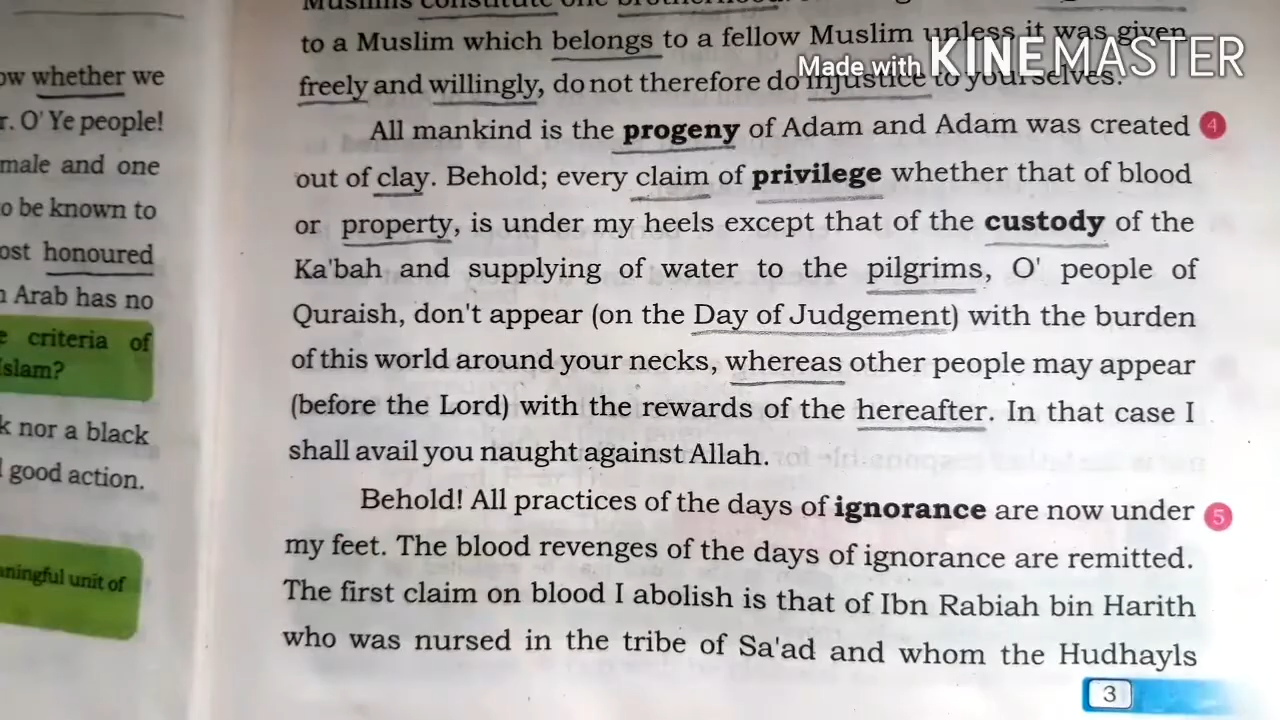 ow whether we
r. O' Ye people!
male and one
o be known to
ost honoured
n Arab has no
e criteria of
Islam?
k nor a black
l good action.
aningful unit of
Muslims constitute one brotherhood.
to a Muslim which belongs to a fellow Muslim unless it was given
Made with KINEMASTER
freely and willingly, do not therefore do injustice to yourselves.
All mankind is the progeny of Adam and Adam was created 4
out of clay. Behold; every claim of privilege whether that of blood
or property, is under my heels except that of the custody of the
Ka'bah and supplying of water to the pilgrims, O' people of
Quraish, don't appear (on the Day of Judgement) with the burden
of this world around your necks, whereas other people may appear
(before the Lord) with the rewards of the hereafter. In that case I
shall avail you naught against Allah.
Behold! All practices of the days of ignorance are now under 5
my feet. The blood revenges of the days of ignorance are remitted.
The first claim on blood I abolish is that of Ibn Rabiah bin Harith
who was nursed in the tribe of Sa'ad and whom the Hudhayls
3